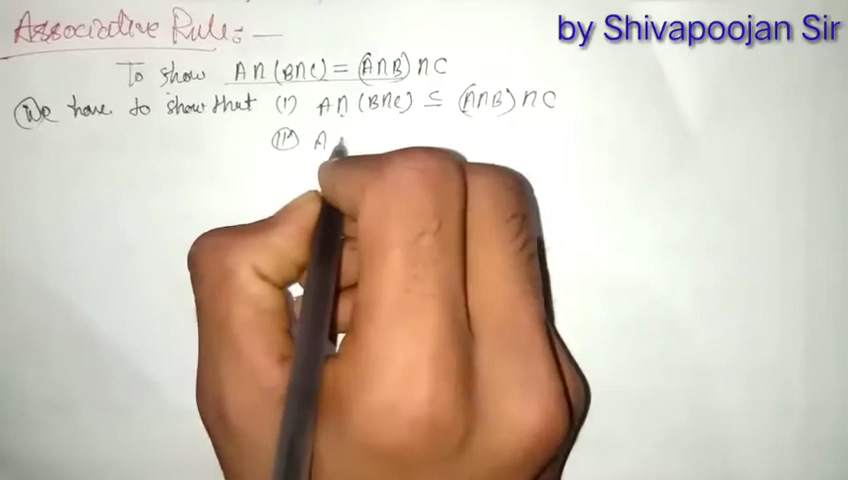 Associative Rule:-
by Shivapoojan Sir
To show A∩(B∩C) = (A∩B)∩C
We have to show that (i) A∩(B∩C) ⊆ (A∩B)∩C
(ii) A